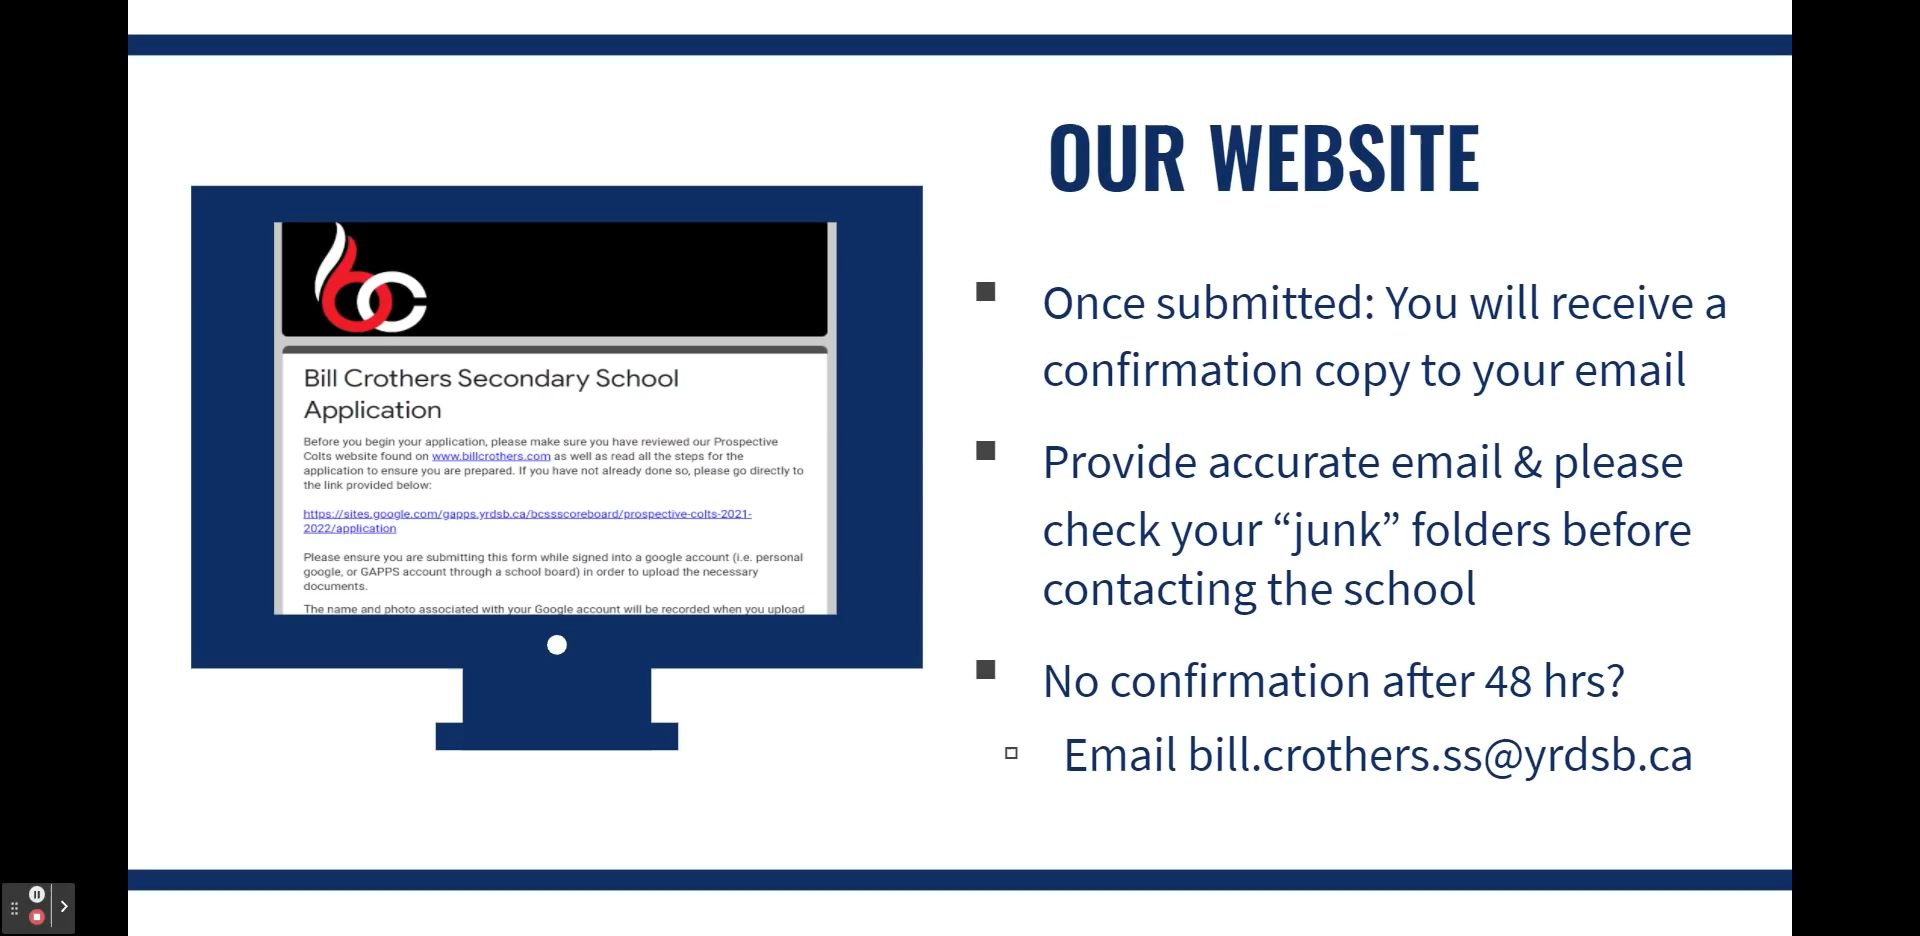 OUR WEBSITE
bc
Bill Crothers Secondary School
Application
Before you begin your application, please make sure you have reviewed our Prospective
Colts website found on www.billcrothers.com as well as read all the steps for the
application to ensure you are prepared. If you have not already done so, please go directly to
the link provided below:
https://sites.google.com/gapps.yrdsb.ca/bcssscoreboard/prospective-colts-2021-
2022/application
Please ensure you are submitting this form while signed into a google account (i.e. personal
google, or GAPPS account through a school board) in order to upload the necessary
documents.
The name and photo associated with your Google account will be recorded when you upload
Once submitted: You will receive a
confirmation copy to your email
Provide accurate email & please
check your “junk” folders before
contacting the school
No confirmation after 48 hrs?
Email bill.crothers.ss@yrdsb.ca